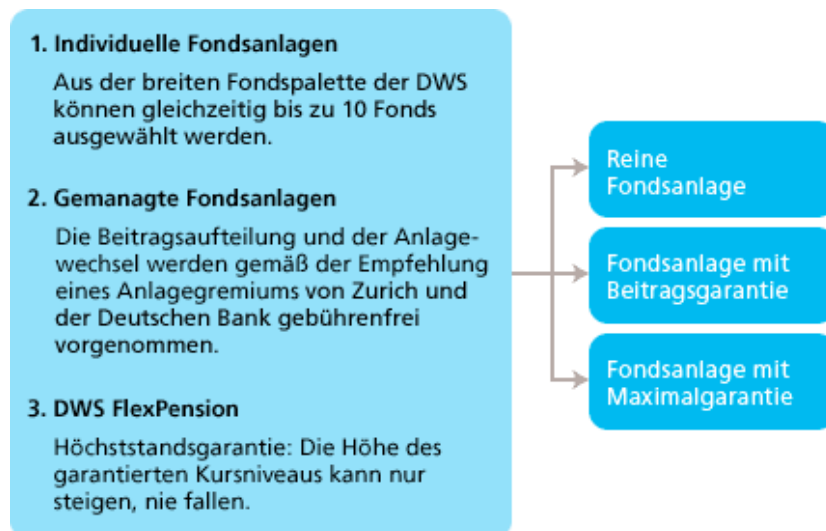 1. Individuelle Fondsanlagen
Aus der breiten Fondspalette der DWS
können gleichzeitig bis zu 10 Fonds
ausgewählt werden.
2. Gemanagte Fondsanlagen
Die Beitragsaufteilung und der Anlage-
wechsel werden gemäß der Empfehlung
eines Anlagegremiums von Zurich und
der Deutschen Bank gebührenfrei
vorgenommen.
3. DWS FlexPension
Höchststandsgarantie: Die Höhe des
garantierten Kursniveaus kann nur
steigen, nie fallen.
Reine
Fondsanlage
Fondsanlage mit
Beitragsgarantie
Fondsanlage mit
Maximalgarantie